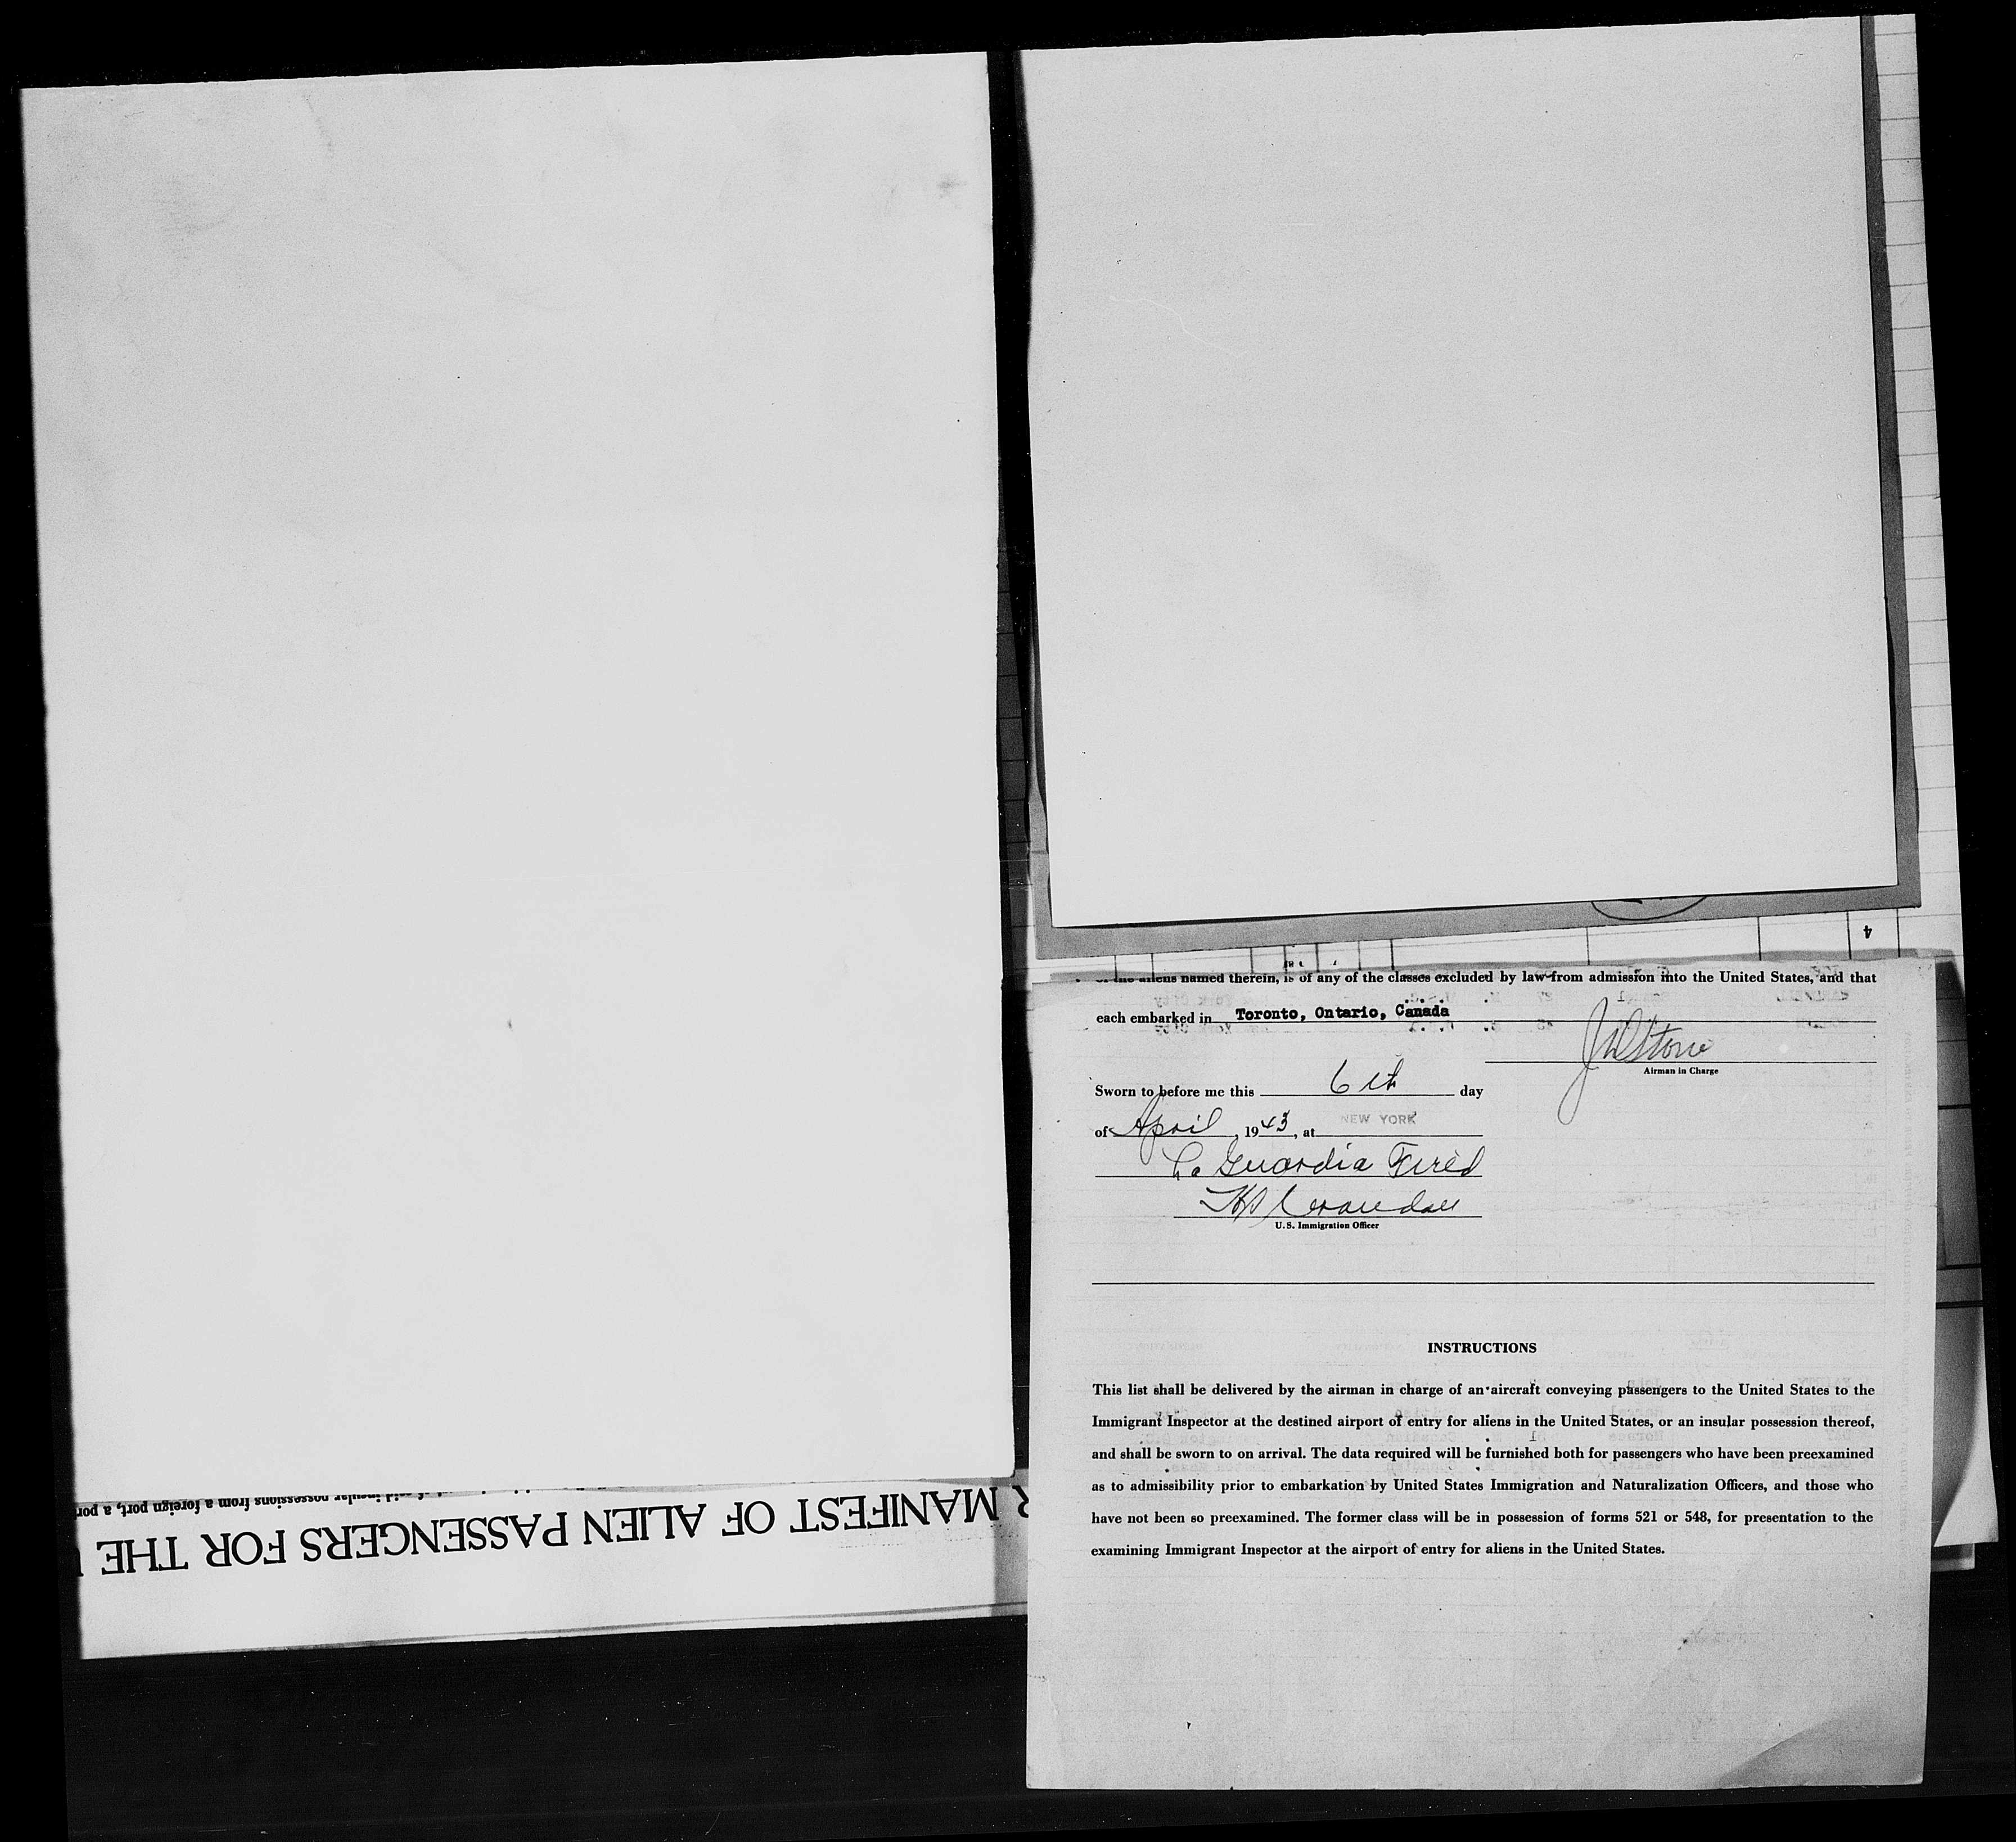 of the aliens named therein, is of any of the classes excluded by law from admission into the United States, and that
each embarked in Toronto, Ontario, Canada
J W Stone
Airman in Charge
Sworn to before me this 6th day
of April, 1943, at NEW YORK
La Guardia Field
U.S. Immigration Officer
INSTRUCTIONS
This list shall be delivered by the airman in charge of an aircraft conveying passengers to the United States to the
Immigrant Inspector at the destined airport of entry for aliens in the United States, or an insular possession thereof,
and shall be sworn to on arrival. The data required will be furnished both for passengers who have been preexamined
as to admissibility prior to embarkation by United States Immigration and Naturalization Officers, and those who
have not been so preexamined. The former class will be in possession of forms 521 or 548, for presentation to the
examining Immigrant Inspector at the airport of entry for aliens in the United States.
4
R MANIFEST OF ALIEN PASSENGERS FOR THE
insular possessions from a foreign port, a port